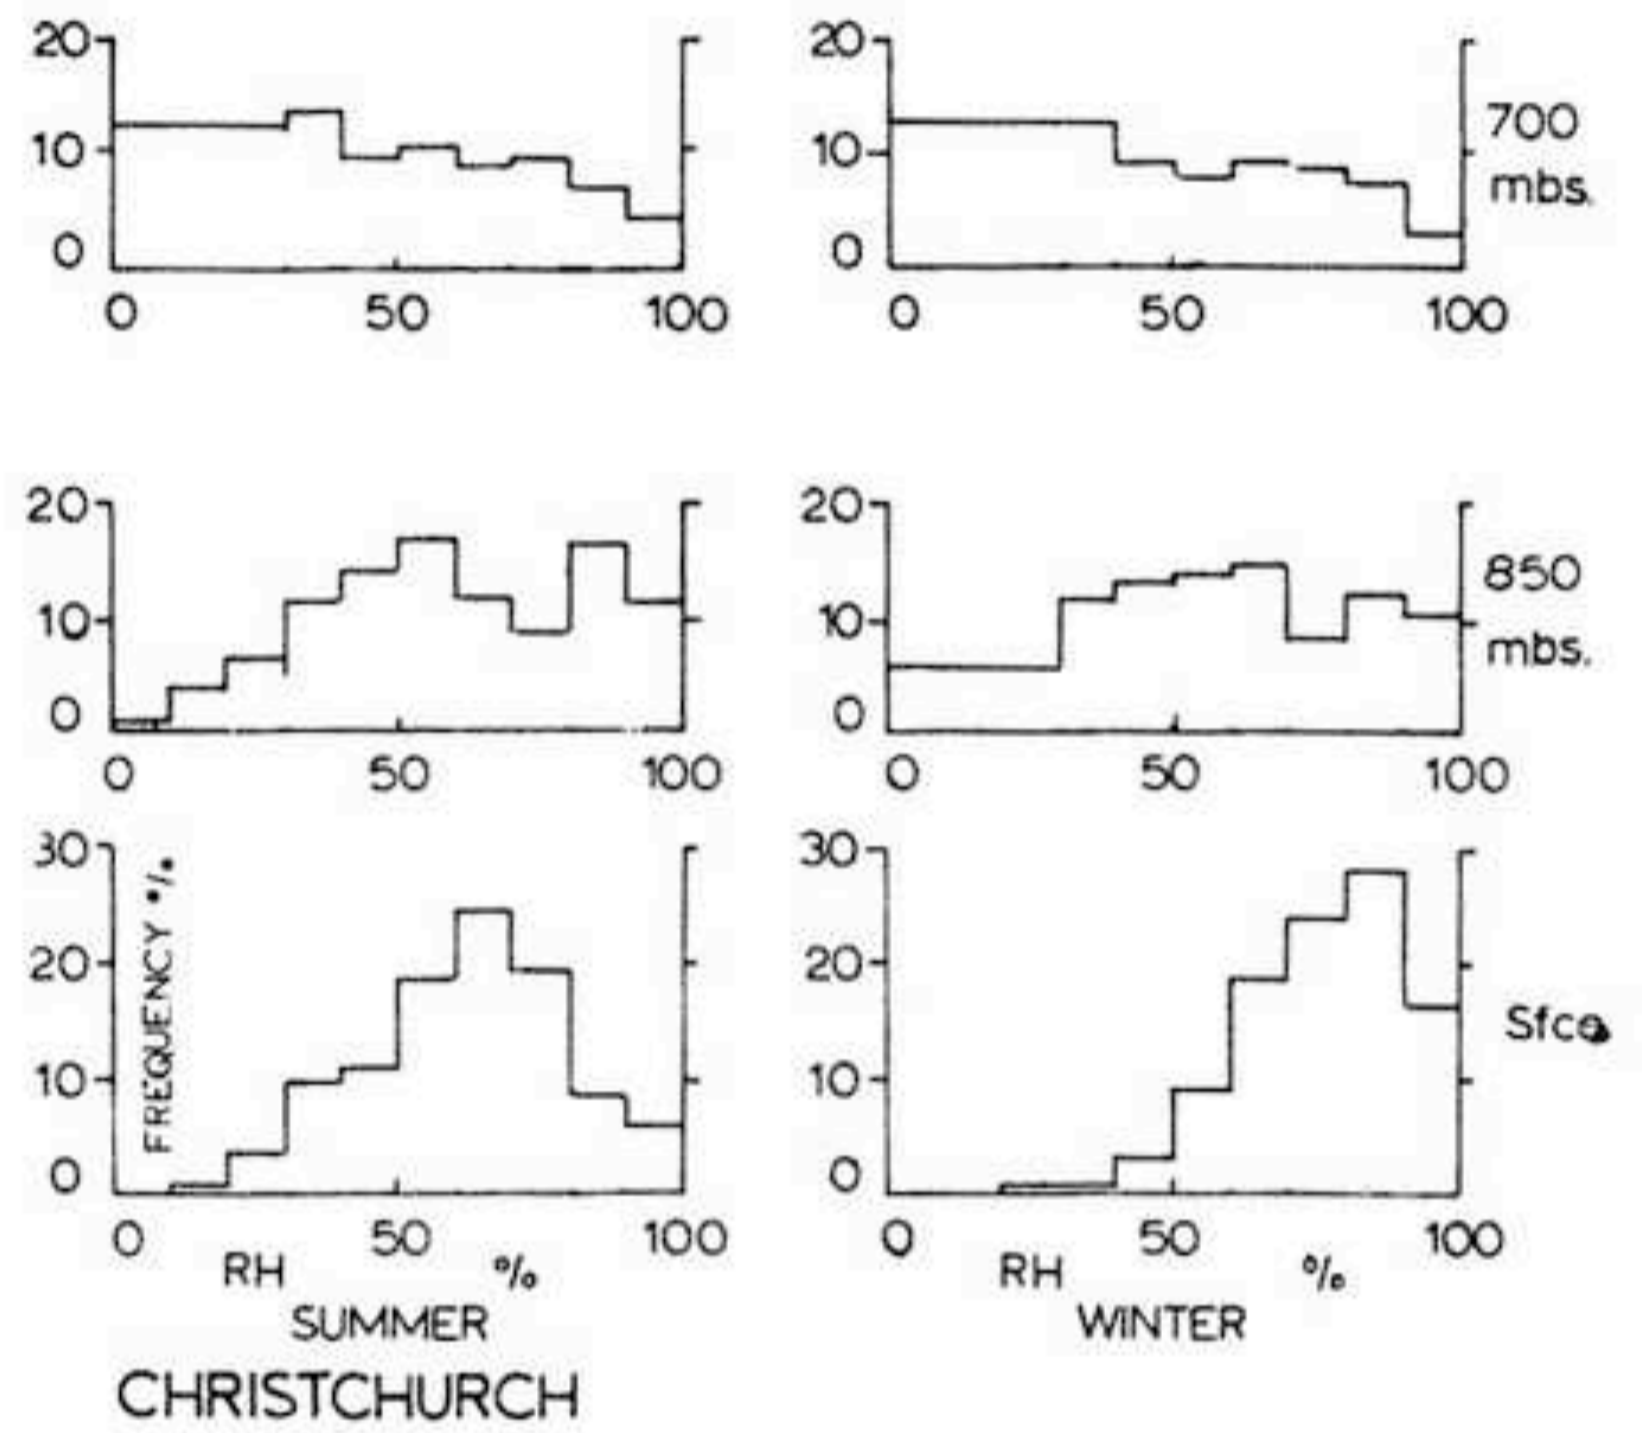 20 20
10 10 700
0 0 mbs.
0 50 100 0 50 100
20 20
10 10 850
0 0 mbs.
0 50 100 0 50 100
30 30
20 20
FREQUENCY %
Sfce
10 10
0 0
0 50 100 0 50 100
RH % RH %
SUMMER WINTER
CHRISTCHURCH